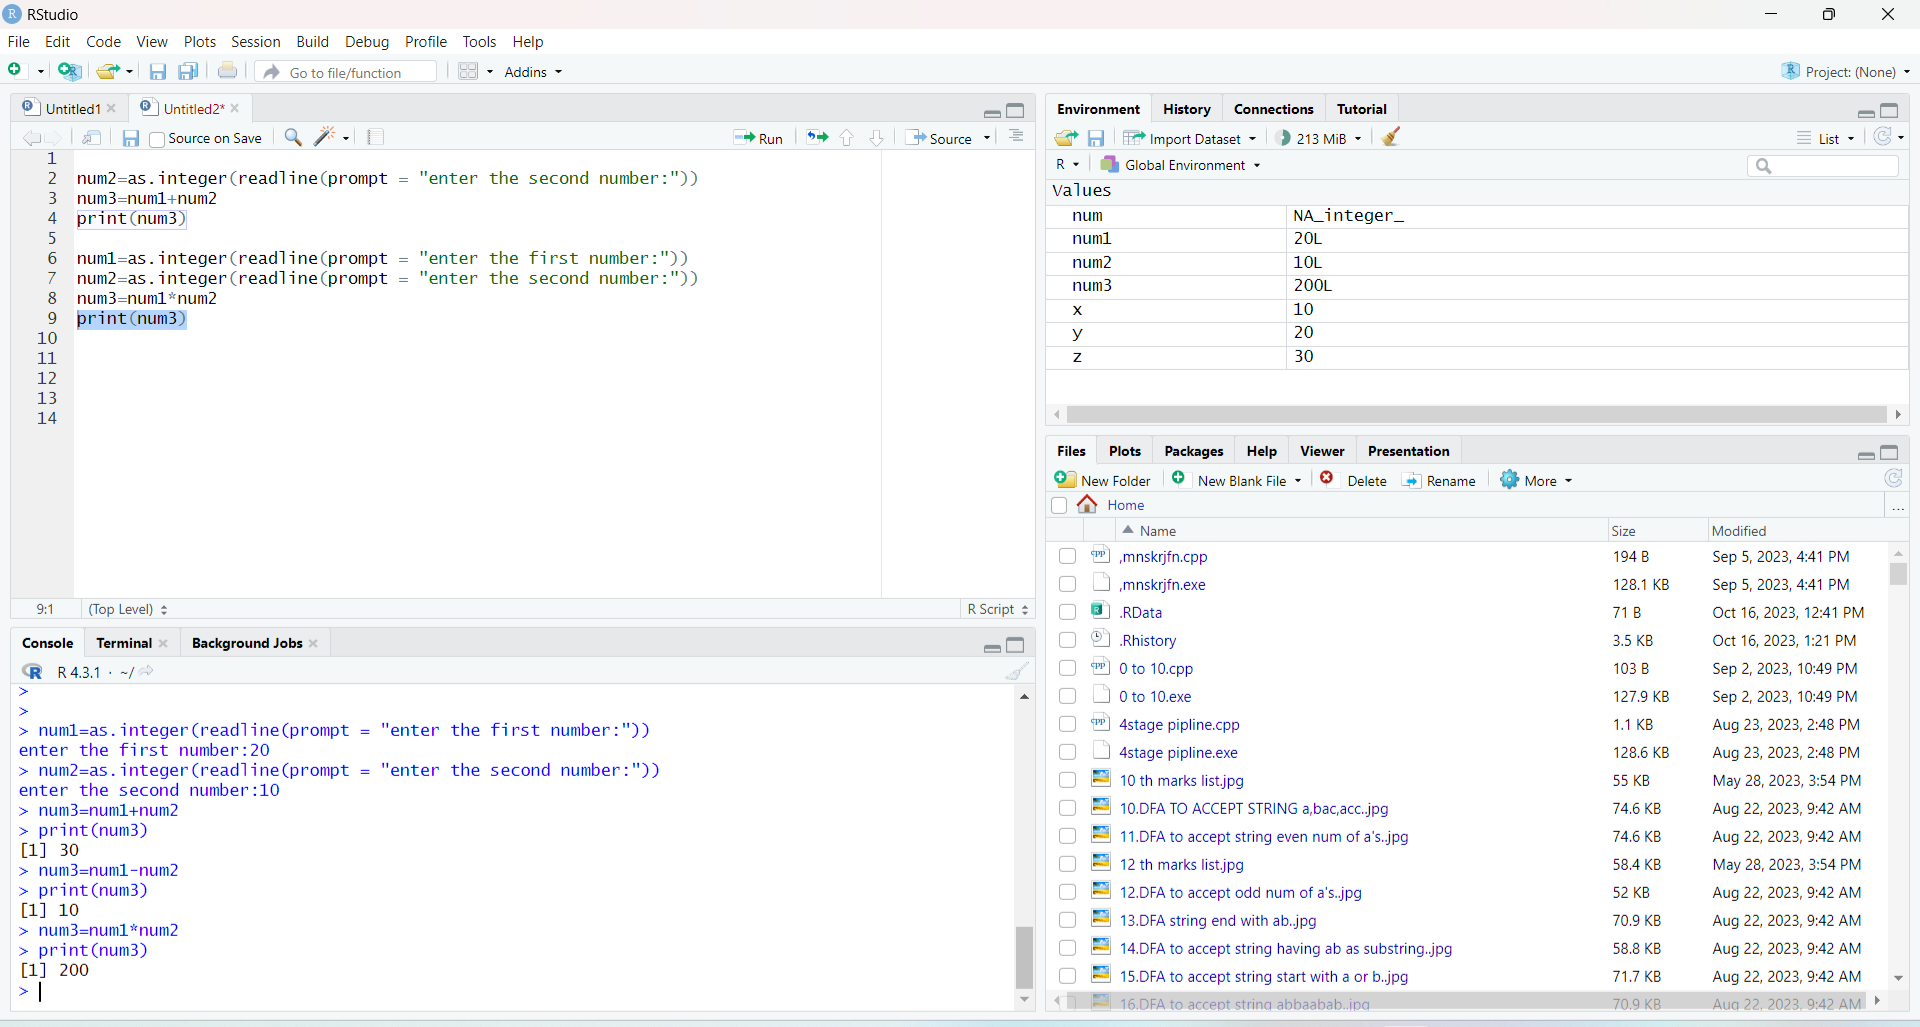 RStudio
File Edit Code View Plots Session Build Debug Profile Tools Help
Go to file/function Addins Project: (None)
Untitled1 Untitled2*
Source on Save Run Source
1
2 num2=as.integer(readline(prompt = "enter the second number:"))
3 num3=num1+num2
4 print(num3)
5
6 num1=as.integer(readline(prompt = "enter the first number:"))
7 num2=as.integer(readline(prompt = "enter the second number:"))
8 num3=num1*num2
9 print(num3)
10
11
12
13
14
9:1 (Top Level) R Script
Console Terminal Background Jobs
R 4.3.1 · ~/
>
>
> num1=as.integer(readline(prompt = "enter the first number:"))
enter the first number:20
> num2=as.integer(readline(prompt = "enter the second number:"))
enter the second number:10
> num3=num1+num2
> print(num3)
[1] 30
> num3=num1-num2
> print(num3)
[1] 10
> num3=num1*num2
> print(num3)
[1] 200
>
Environment History Connections Tutorial
Import Dataset 213 MiB List
R Global Environment
Values
num NA_integer_
num1 20L
num2 10L
num3 200L
x 10
y 20
z 30
Files Plots Packages Help Viewer Presentation
New Folder New Blank File Delete Rename More
Home ...
Name Size Modified
,mnskrjfn.cpp 194 B Sep 5, 2023, 4:41 PM
,mnskrjfn.exe 128.1 KB Sep 5, 2023, 4:41 PM
.RData 71 B Oct 16, 2023, 12:41 PM
.Rhistory 3.5 KB Oct 16, 2023, 1:21 PM
0 to 10.cpp 103 B Sep 2, 2023, 10:49 PM
0 to 10.exe 127.9 KB Sep 2, 2023, 10:49 PM
4stage pipline.cpp 1.1 KB Aug 23, 2023, 2:48 PM
4stage pipline.exe 128.6 KB Aug 23, 2023, 2:48 PM
10 th marks list.jpg 55 KB May 28, 2023, 3:54 PM
10.DFA TO ACCEPT STRING a,bac,acc..jpg 74.6 KB Aug 22, 2023, 9:42 AM
11.DFA to accept string even num of a's..jpg 74.6 KB Aug 22, 2023, 9:42 AM
12 th marks list.jpg 58.4 KB May 28, 2023, 3:54 PM
12.DFA to accept odd num of a's..jpg 52 KB Aug 22, 2023, 9:42 AM
13.DFA string end with ab..jpg 70.9 KB Aug 22, 2023, 9:42 AM
14.DFA to accept string having ab as substring..jpg 58.8 KB Aug 22, 2023, 9:42 AM
15.DFA to accept string start with a or b..jpg 71.7 KB Aug 22, 2023, 9:42 AM
16.DFA to accept string abbaabab..jpg 70.9 KB Aug 22, 2023, 9:42 AM